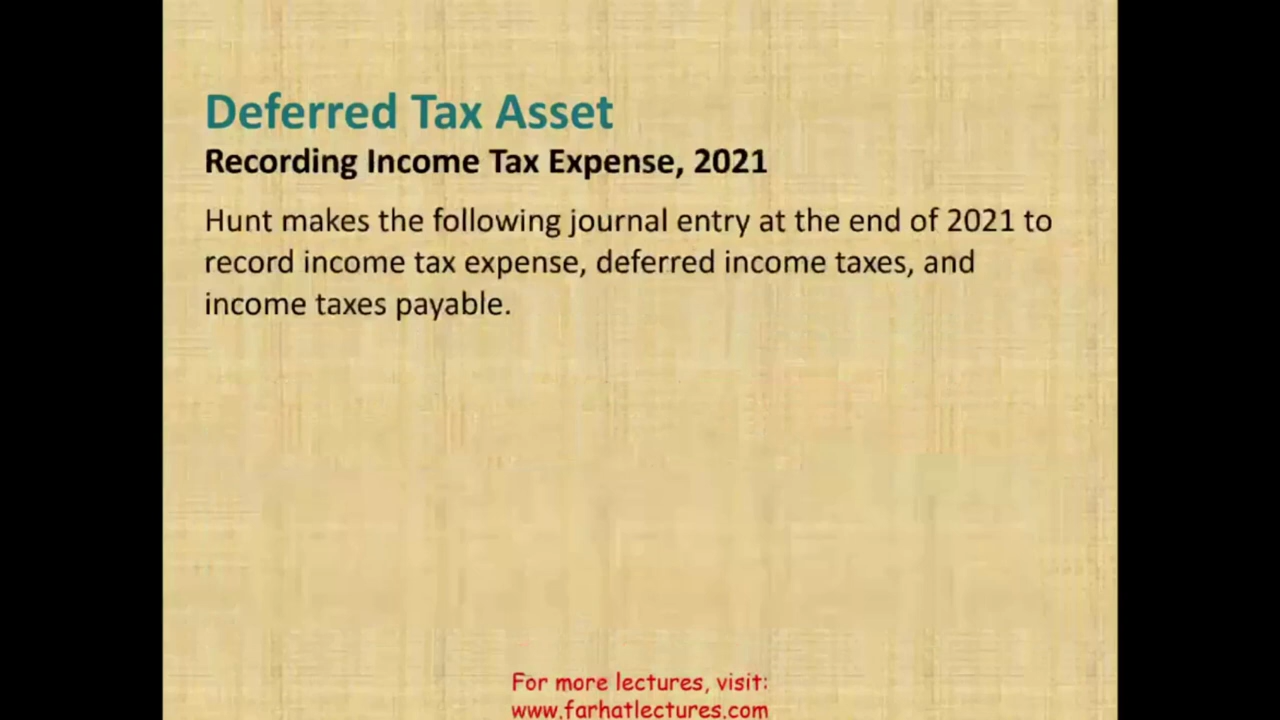 Deferred Tax Asset
Recording Income Tax Expense, 2021
Hunt makes the following journal entry at the end of 2021 to
record income tax expense, deferred income taxes, and
income taxes payable.
For more lectures, visit:
www.farhatlectures.com